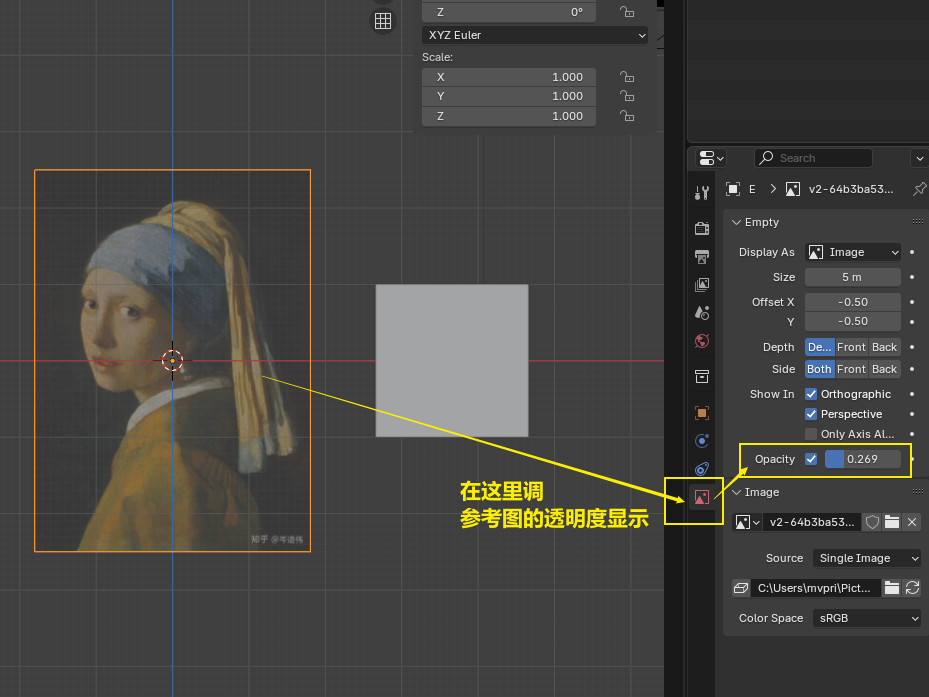 Z 0°
XYZ Euler
Scale:
X 1.000
Y 1.000
Z 1.000
Search
E v2-64b3ba53...
Empty
Display As Image
Size 5 m
Offset X -0.50
Y -0.50
Depth De... Front Back
Side Both Front Back
Show In Orthographic
Perspective
Only Axis Al...
Opacity 0.269
Image
v2-64b3ba53...
Source Single Image
C:\Users\mvpri\Pict...
Color Space sRGB
在这里调
参考图的透明度显示
知乎 @岑道伟